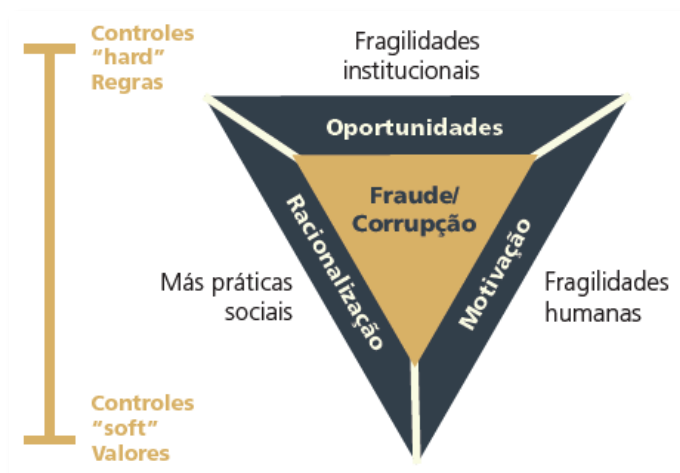 Controles
"hard"
Regras
Fragilidades
institucionais
Oportunidades
Fraude/
Corrupção
Racionalização
Motivação
Más práticas
sociais
Fragilidades
humanas
Controles
"soft"
Valores